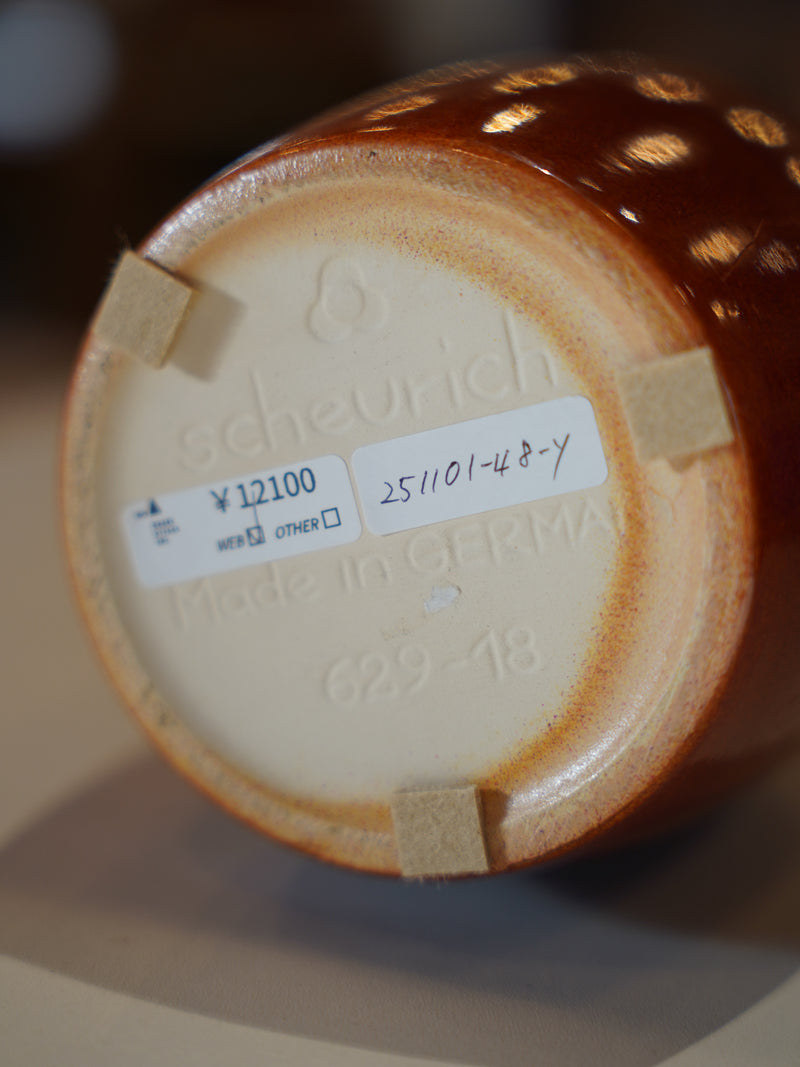 scheurich
¥12100
WEB OTHER
251101-48-Y
Made in GERMA
629-18